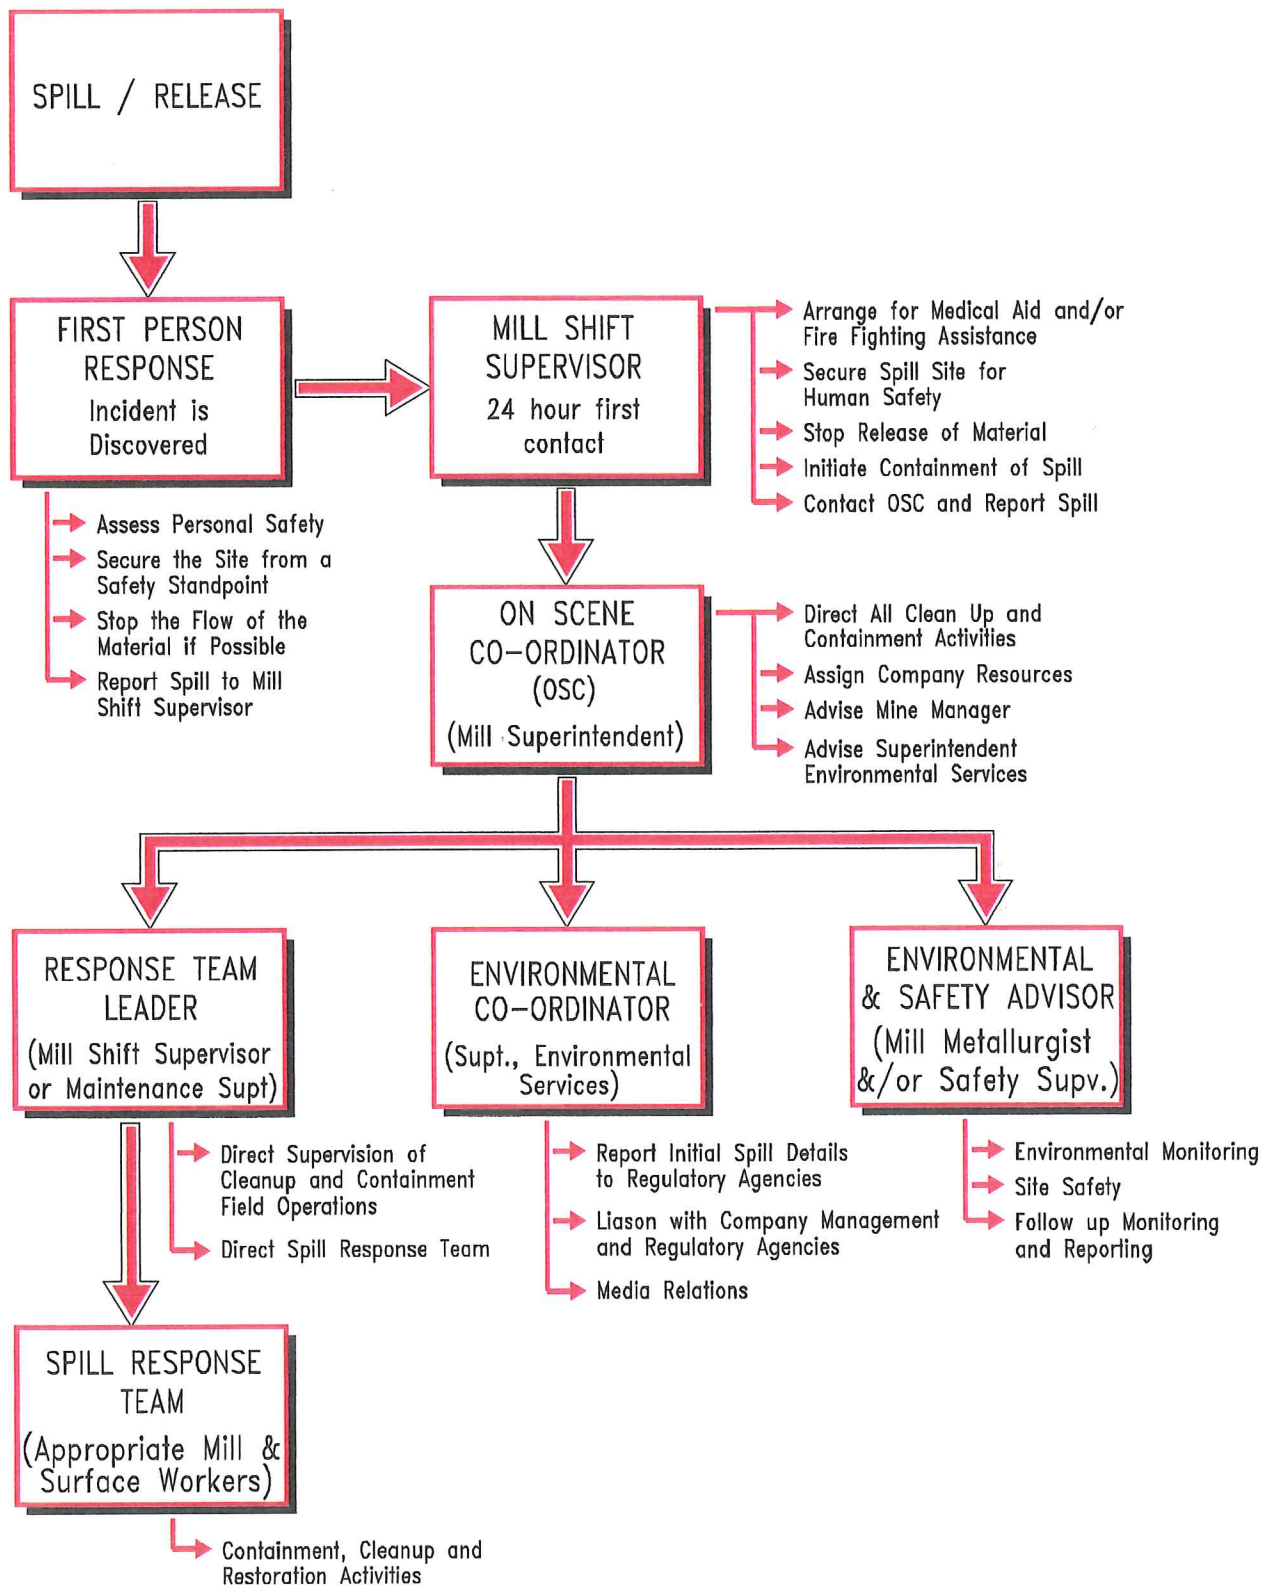 SPILL / RELEASE
FIRST PERSON
RESPONSE
Incident is
Discovered
Assess Personal Safety
Secure the Site from a
Safety Standpoint
Stop the Flow of the
Material if Possible
Report Spill to Mill
Shift Supervisor
MILL SHIFT
SUPERVISOR
24 hour first
contact
Arrange for Medical Aid and/or
Fire Fighting Assistance
Secure Spill Site for
Human Safety
Stop Release of Material
Initiate Containment of Spill
Contact OSC and Report Spill
ON SCENE
CO-ORDINATOR
(OSC)
(Mill Superintendent)
Direct All Clean Up and
Containment Activities
Assign Company Resources
Advise Mine Manager
Advise Superintendent
Environmental Services
RESPONSE TEAM
LEADER
(Mill Shift Supervisor
or Maintenance Supt)
Direct Supervision of
Cleanup and Containment
Field Operations
Direct Spill Response Team
ENVIRONMENTAL
CO-ORDINATOR
(Supt., Environmental
Services)
Report Initial Spill Details
to Regulatory Agencies
Liason with Company Management
and Regulatory Agencies
Media Relations
ENVIRONMENTAL
& SAFETY ADVISOR
(Mill Metallurgist
&/or Safety Supv.)
Environmental Monitoring
Site Safety
Follow up Monitoring
and Reporting
SPILL RESPONSE
TEAM
(Appropriate Mill &
Surface Workers)
Containment, Cleanup and
Restoration Activities